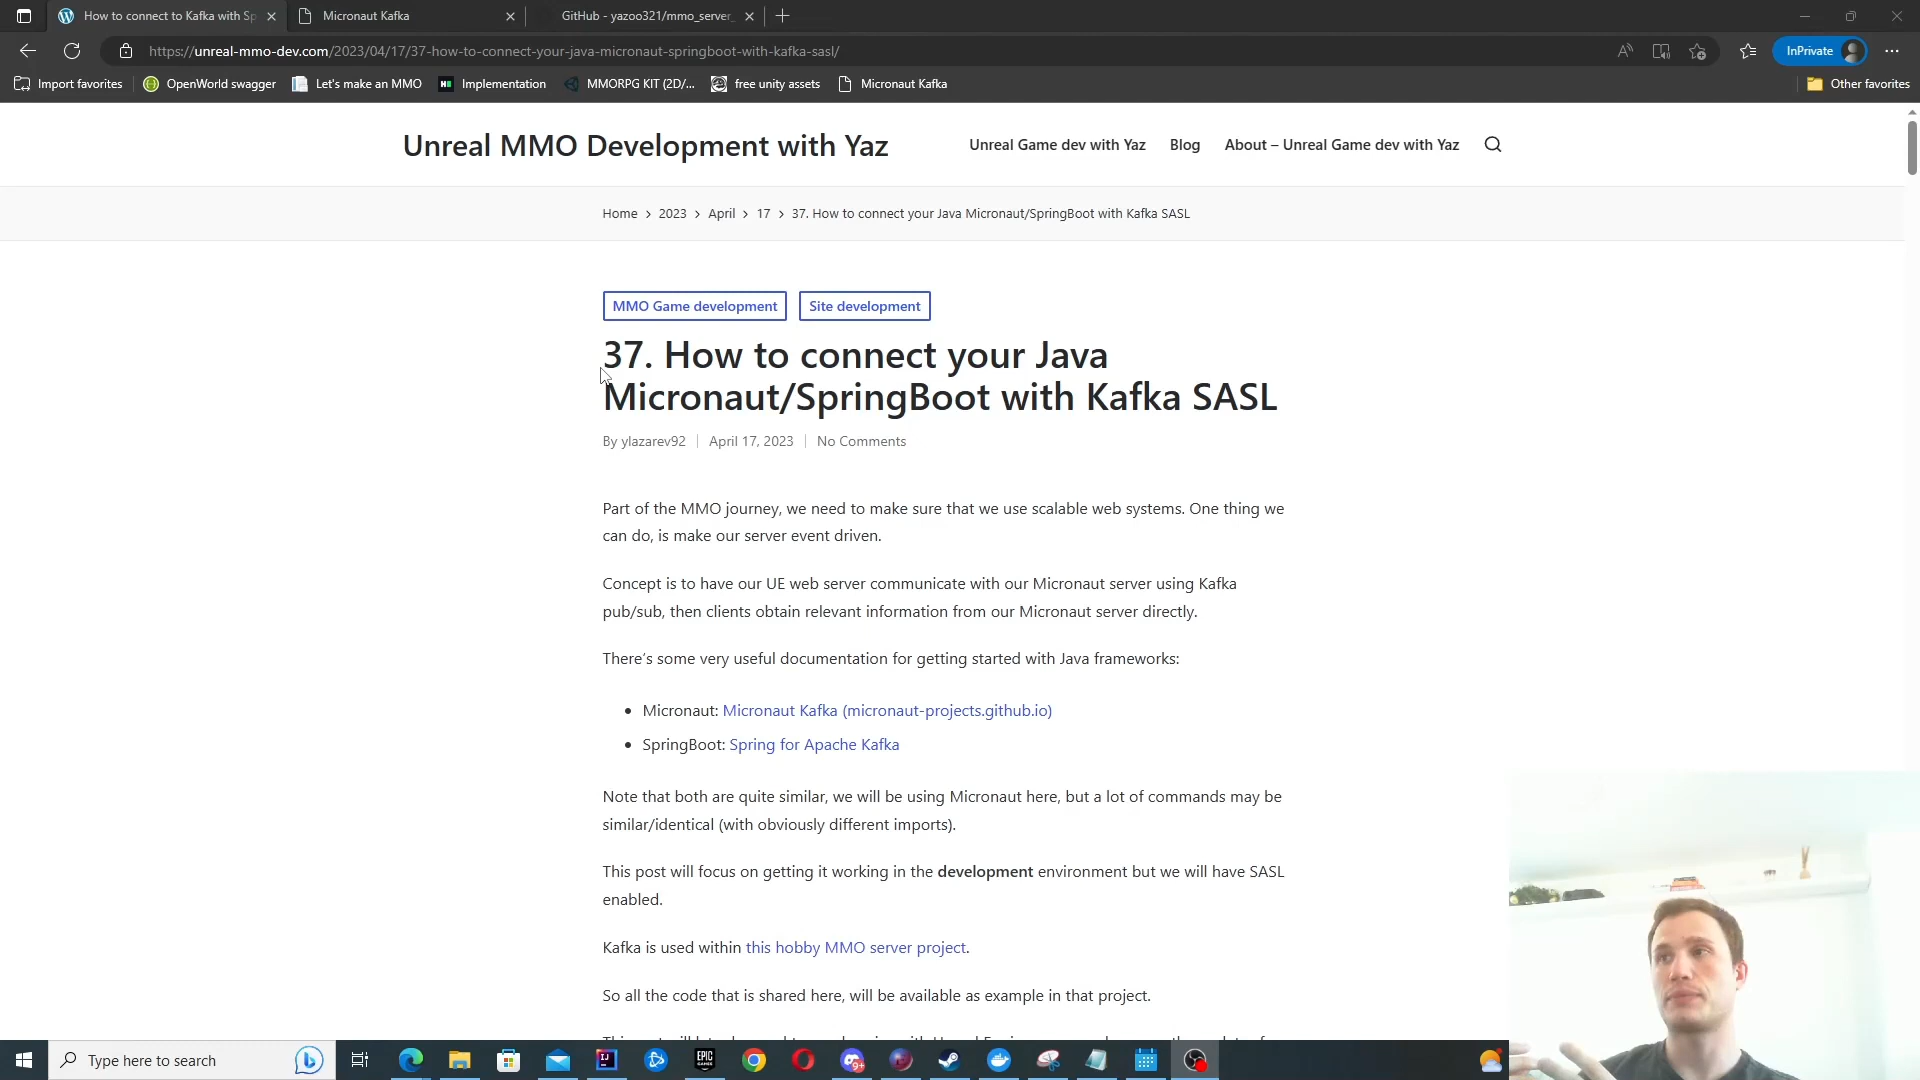 How to connect to Kafka with Sp
Micronaut Kafka
GitHub - yazoo321/mmo_server_
https://unreal-mmo-dev.com/2023/04/17/37-how-to-connect-your-java-micronaut-springboot-with-kafka-sasl/
InPrivate
Import favorites
OpenWorld swagger
Let's make an MMO
Implementation
MMORPG KIT (2D/...
free unity assets
Micronaut Kafka
Other favorites
Unreal MMO Development with Yaz
Unreal Game dev with Yaz
Blog
About – Unreal Game dev with Yaz
Home > 2023 > April > 17 > 37. How to connect your Java Micronaut/SpringBoot with Kafka SASL
MMO Game development
Site development
37. How to connect your Java
Micronaut/SpringBoot with Kafka SASL
By ylazarev92 | April 17, 2023 | No Comments
Part of the MMO journey, we need to make sure that we use scalable web systems. One thing we
can do, is make our server event driven.
Concept is to have our UE web server communicate with our Micronaut server using Kafka
pub/sub, then clients obtain relevant information from our Micronaut server directly.
There's some very useful documentation for getting started with Java frameworks:
• Micronaut: Micronaut Kafka (micronaut-projects.github.io)
• SpringBoot: Spring for Apache Kafka
Note that both are quite similar, we will be using Micronaut here, but a lot of commands may be
similar/identical (with obviously different imports).
This post will focus on getting it working in the development environment but we will have SASL
enabled.
Kafka is used within this hobby MMO server project.
So all the code that is shared here, will be available as example in that project.
Type here to search
EPIC
9+